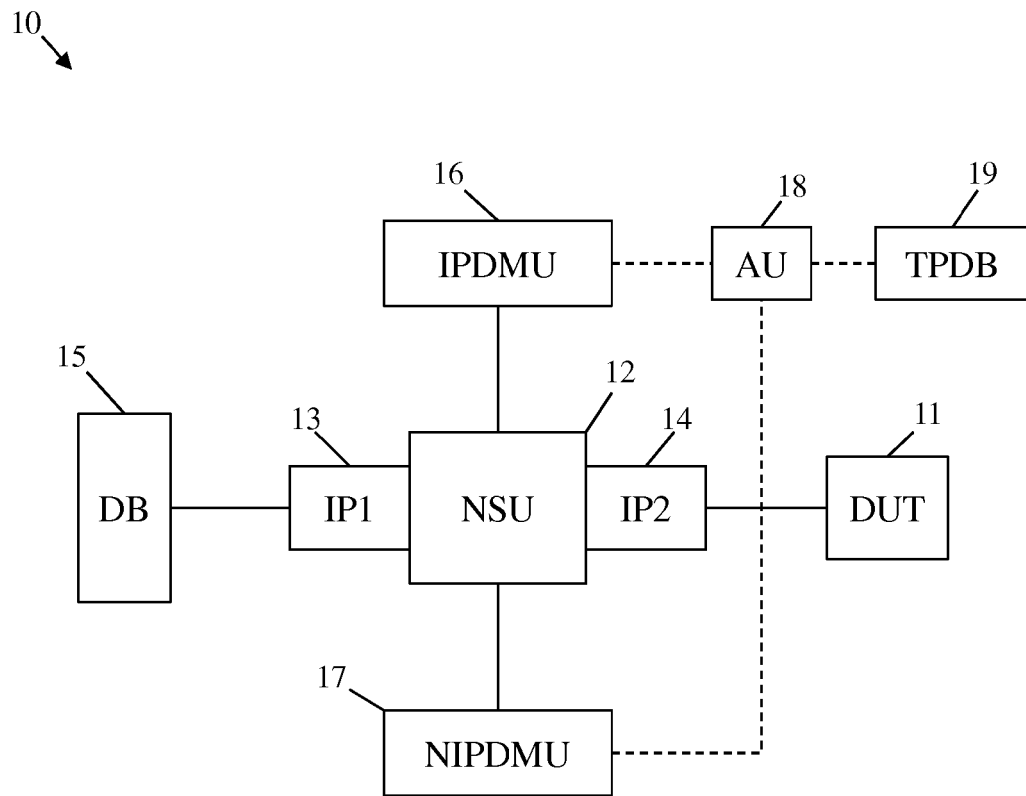 10
16
18
19
IPDMU
AU
TPDB
15
13
12
14
11
DB
IP1
NSU
IP2
DUT
17
NIPDMU